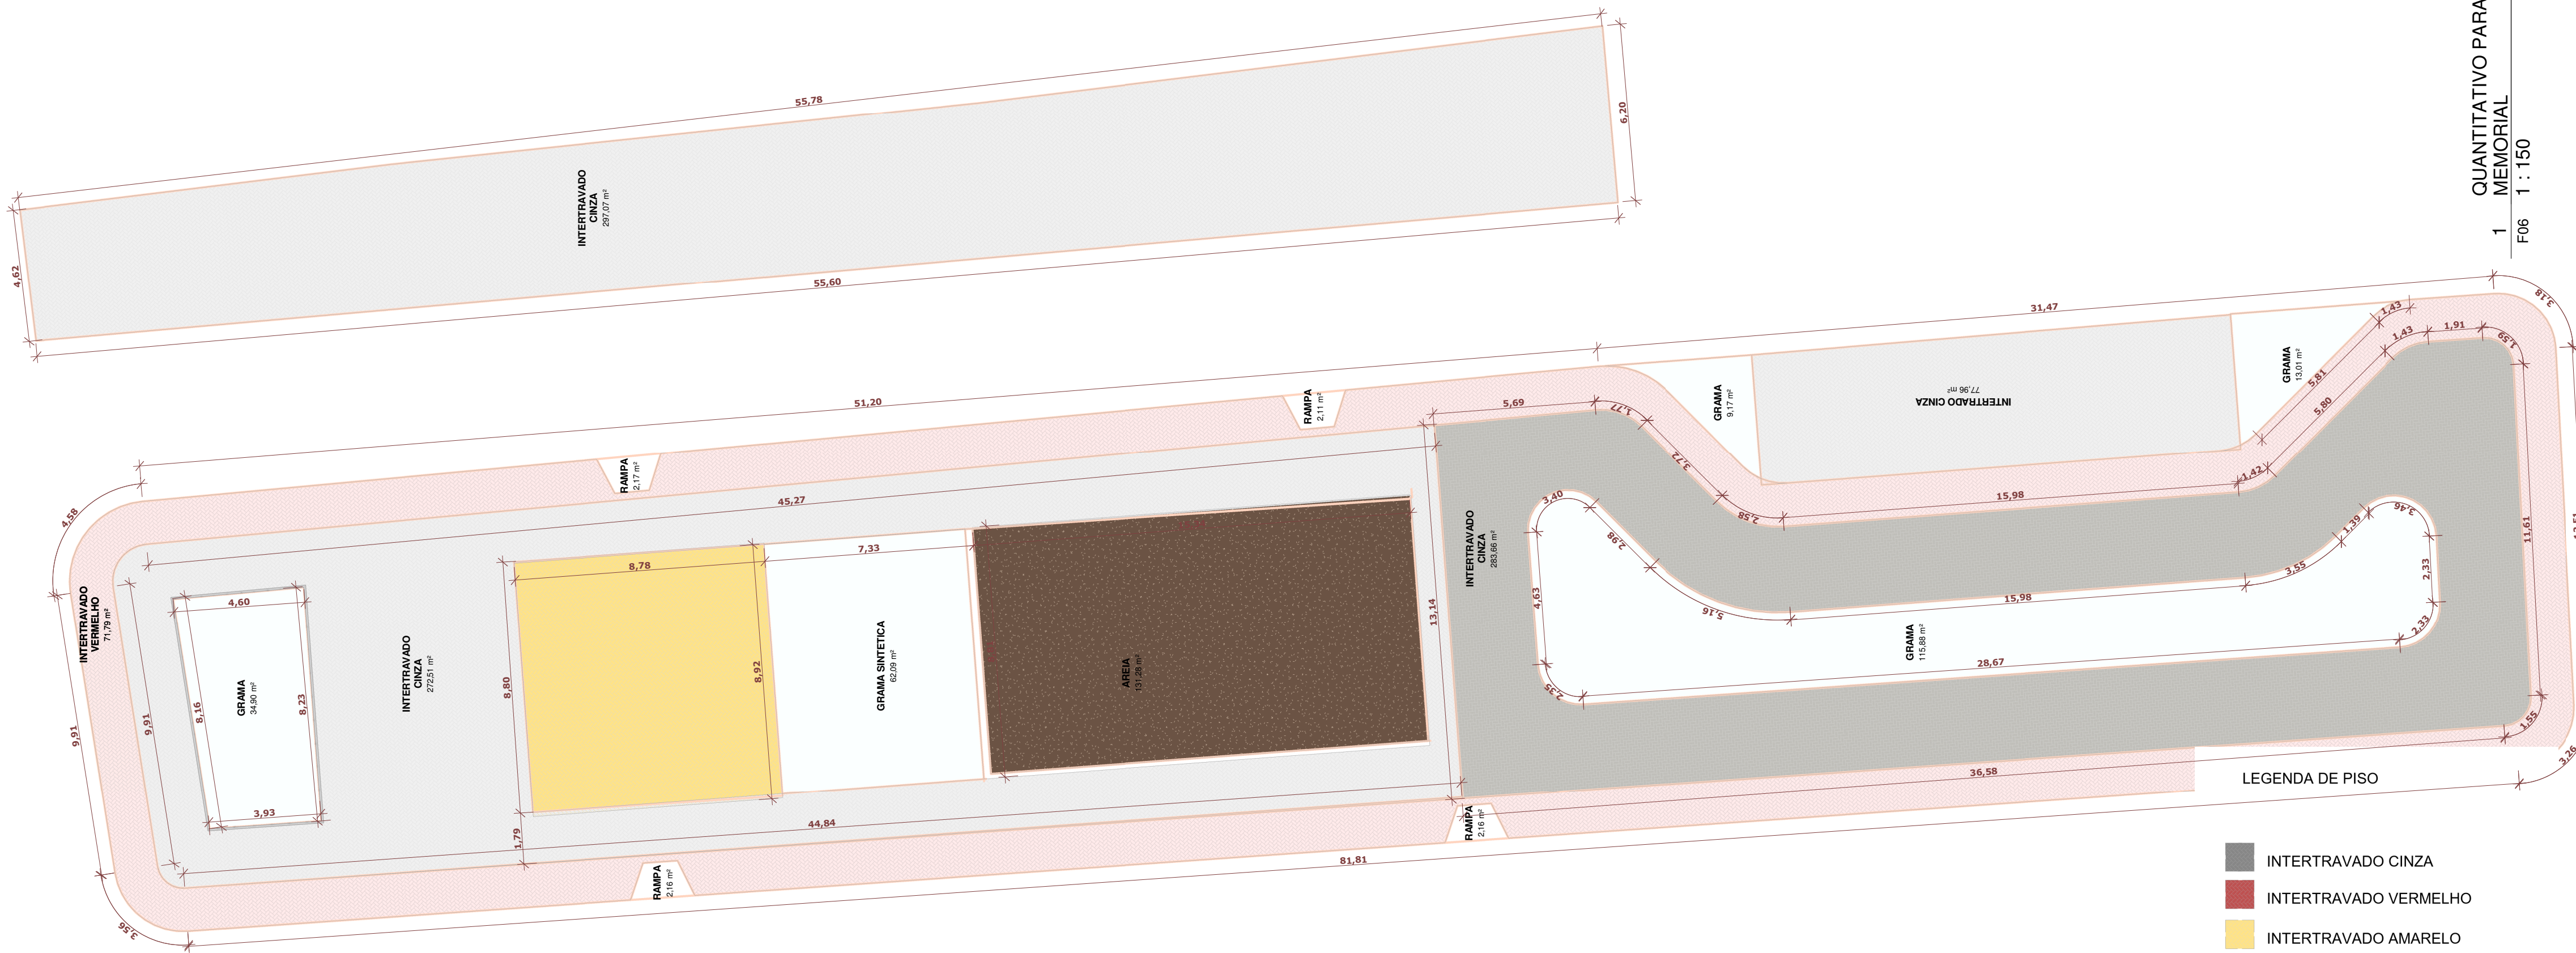 QUANTITATIVO PARA
MEMORIAL
1
F06 1 : 150
55,78
6,20
INTERTRAVADO
CINZA
297,07 m²
4,62
55,60
51,20
31,47
3,18
4,58
RAMPA
2,17 m²
RAMPA
2,11 m²
45,27
5,69
1,77
3,72
2,58
GRAMA
9,17 m²
INTERTRADO CINZA
77,96 m²
GRAMA
13,01 m²
1,43
1,43
1,91
1,59
5,81
5,80
1,42
15,98
11,61
INTERTRAVADO
VERMELHO
71,79 m²
9,91
9,91
4,60
8,16
GRAMA
34,90 m²
8,23
3,93
INTERTRAVADO
CINZA
272,51 m²
8,78
8,80
8,92
1,79
7,33
GRAMA SINTETICA
62,09 m²
AREIA
131,28 m²
13,14
INTERTRAVADO
CINZA
283,66 m²
3,40
2,98
4,63
5,16
15,98
3,55
1,39
3,46
2,33
2,33
GRAMA
115,88 m²
28,67
2,35
1,55
3,26
36,58
44,84
81,81
RAMPA
2,16 m²
RAMPA
2,16 m²
3,56
LEGENDA DE PISO
INTERTRAVADO CINZA
INTERTRAVADO VERMELHO
INTERTRAVADO AMARELO